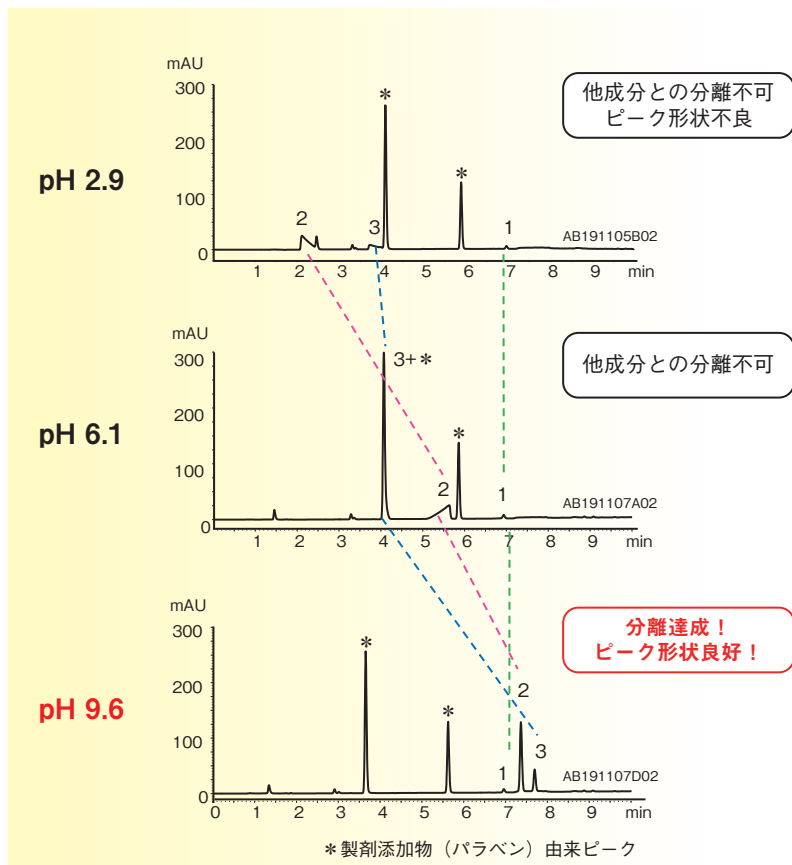 mAU
300
200
100
0
pH 2.9
2
3
*
*
1
他成分との分離不可
ピーク形状不良
AB191105B02
1 2 3 4 5 6 7 8 9 min
mAU
300
200
100
0
pH 6.1
3+*
2
*
1
他成分との分離不可
AB191107A02
1 2 3 4 5 6 7 8 9 min
mAU
300
200
100
0
pH 9.6
*
*
1
2
3
分離達成！
ピーク形状良好！
AB191107D02
0 1 2 3 4 5 6 7 8 9 min
*製剤添加物（パラベン）由来ピーク